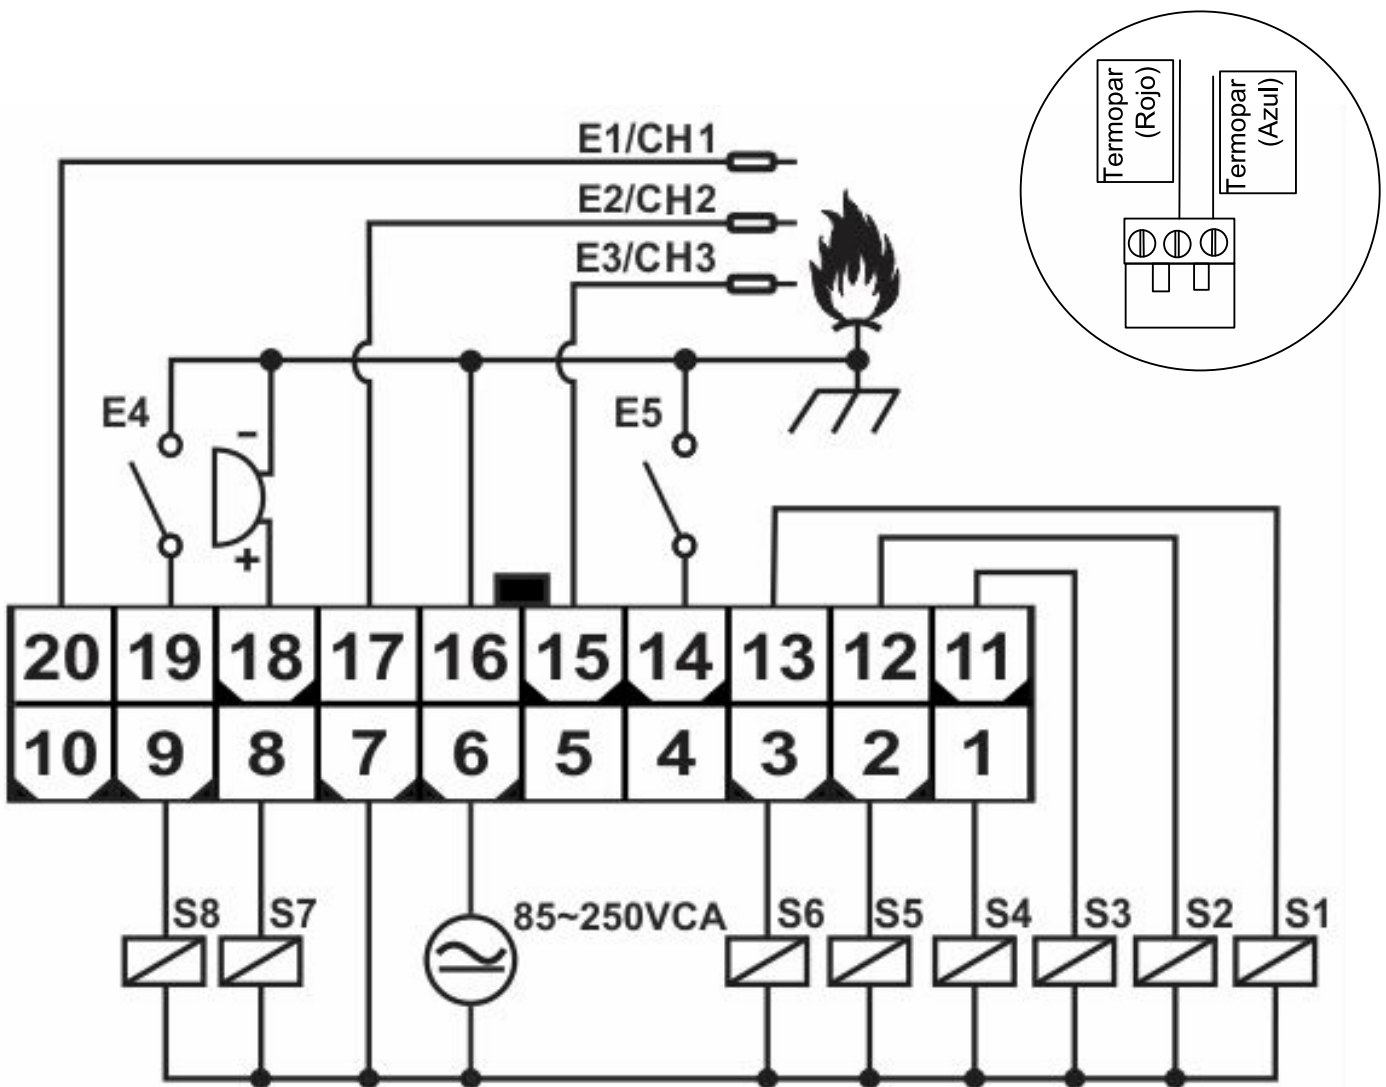 Termopar
(Rojo)
Termopar
(Azul)
E1/CH1
E2/CH2
E3/CH3
E4
-
+
E5
20 19 18 17 16 15 14 13 12 11
10 9 8 7 6 5 4 3 2 1
S8 S7 85~250VCA S6 S5 S4 S3 S2 S1